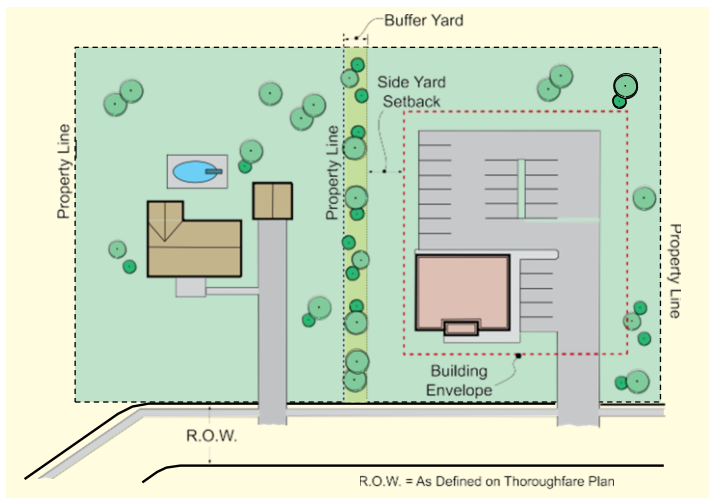 Buffer Yard
Side Yard
Setback
Property Line
Property Line
Property Line
Building
Envelope
R.O.W.
R.O.W. = As Defined on Thoroughfare Plan